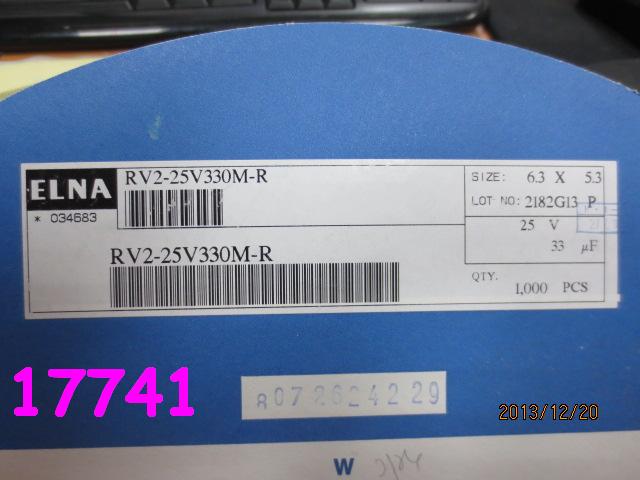 ELNA
RV2-25V330M-R
* 034683
SIZE: 6.3 X 5.3
LOT NO: 2182G13 P
25 V
33 µF
RV2-25V330M-R
QTY. 1,000 PCS
17741
8072624229
2013/12/20
W